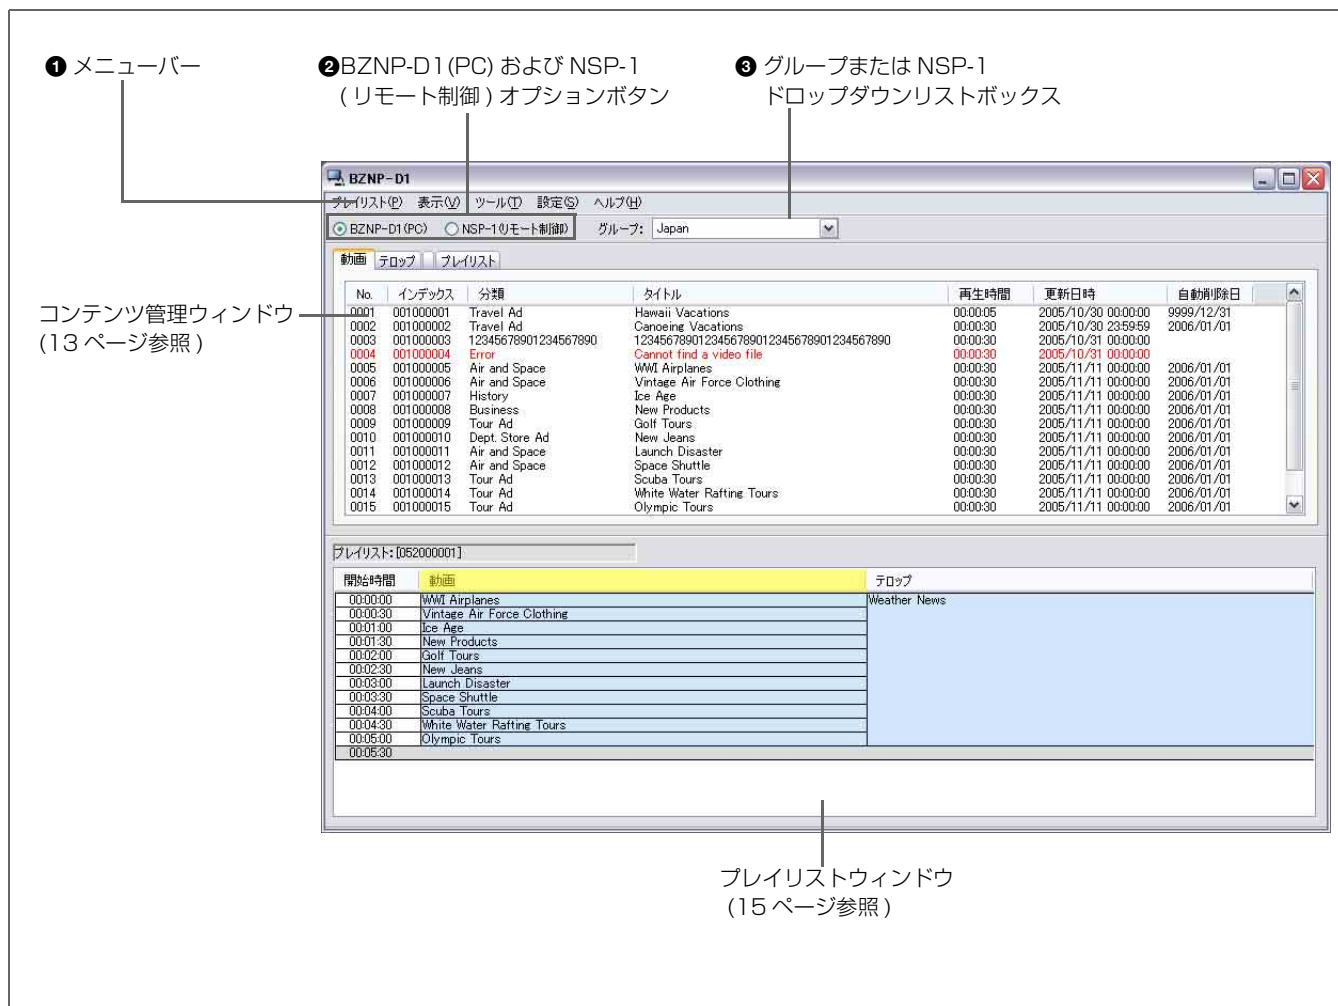 ❶ メニューバー
❷BZNP-D1(PC) および NSP-1
( リモート制御 ) オプションボタン
❸ グループまたは NSP-1
ドロップダウンリストボックス
BZNP-D1
プレイリスト(P) 表示(V) ツール(T) 設定(S) ヘルプ(H)
BZNP-D1(PC) NSP-1(リモート制御) グループ: Japan
動画 テロップ プレイリスト
コンテンツ管理ウィンドウ
(13 ページ参照 )
No. インデックス 分類 タイトル 再生時間 更新日時 自動削除日
0001 001000001 Travel Ad Hawaii Vacations 00:00:05 2005/10/30 00:00:00 9999/12/31
0002 001000002 Travel Ad Canoeing Vacations 00:00:30 2005/10/30 23:59:59 2006/01/01
0003 001000003 12345678901234567890 1234567890123456789012345678901234567890 00:00:30 2005/10/31 00:00:00
0004 001000004 Error Cannot find a video file 00:00:30 2005/10/31 00:00:00
0005 001000005 Air and Space WWI Airplanes 00:00:30 2005/11/11 00:00:00 2006/01/01
0006 001000006 Air and Space Vintage Air Force Clothing 00:00:30 2005/11/11 00:00:00 2006/01/01
0007 001000007 History Ice Age 00:00:30 2005/11/11 00:00:00 2006/01/01
0008 001000008 Business New Products 00:00:30 2005/11/11 00:00:00 2006/01/01
0009 001000009 Tour Ad Golf Tours 00:00:30 2005/11/11 00:00:00 2006/01/01
0010 001000010 Dept. Store Ad New Jeans 00:00:30 2005/11/11 00:00:00 2006/01/01
0011 001000011 Air and Space Launch Disaster 00:00:30 2005/11/11 00:00:00 2006/01/01
0012 001000012 Air and Space Space Shuttle 00:00:30 2005/11/11 00:00:00 2006/01/01
0013 001000013 Tour Ad Scuba Tours 00:00:30 2005/11/11 00:00:00 2006/01/01
0014 001000014 Tour Ad White Water Rafting Tours 00:00:30 2005/11/11 00:00:00 2006/01/01
0015 001000015 Tour Ad Olympic Tours 00:00:30 2005/11/11 00:00:00 2006/01/01
プレイリスト:[052000001]
開始時間 動画 テロップ
00:00:00 WWI Airplanes Weather News
00:00:30 Vintage Air Force Clothing
00:01:00 Ice Age
00:01:30 New Products
00:02:00 Golf Tours
00:02:30 New Jeans
00:03:00 Launch Disaster
00:03:30 Space Shuttle
00:04:00 Scuba Tours
00:04:30 White Water Rafting Tours
00:05:00 Olympic Tours
00:05:30
プレイリストウィンドウ
(15 ページ参照 )